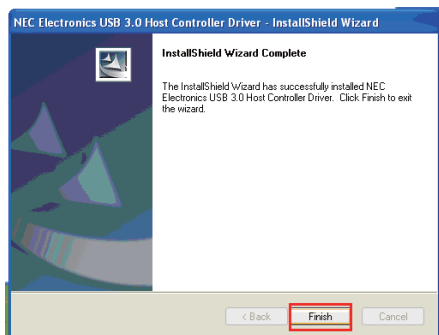 NEC Electronics USB 3.0 Host Controller Driver - InstallShield Wizard
InstallShield Wizard Complete
The InstallShield Wizard has successfully installed NEC
Electronics USB 3.0 Host Controller Driver. Click Finish to exit
the wizard.
< Back Finish Cancel